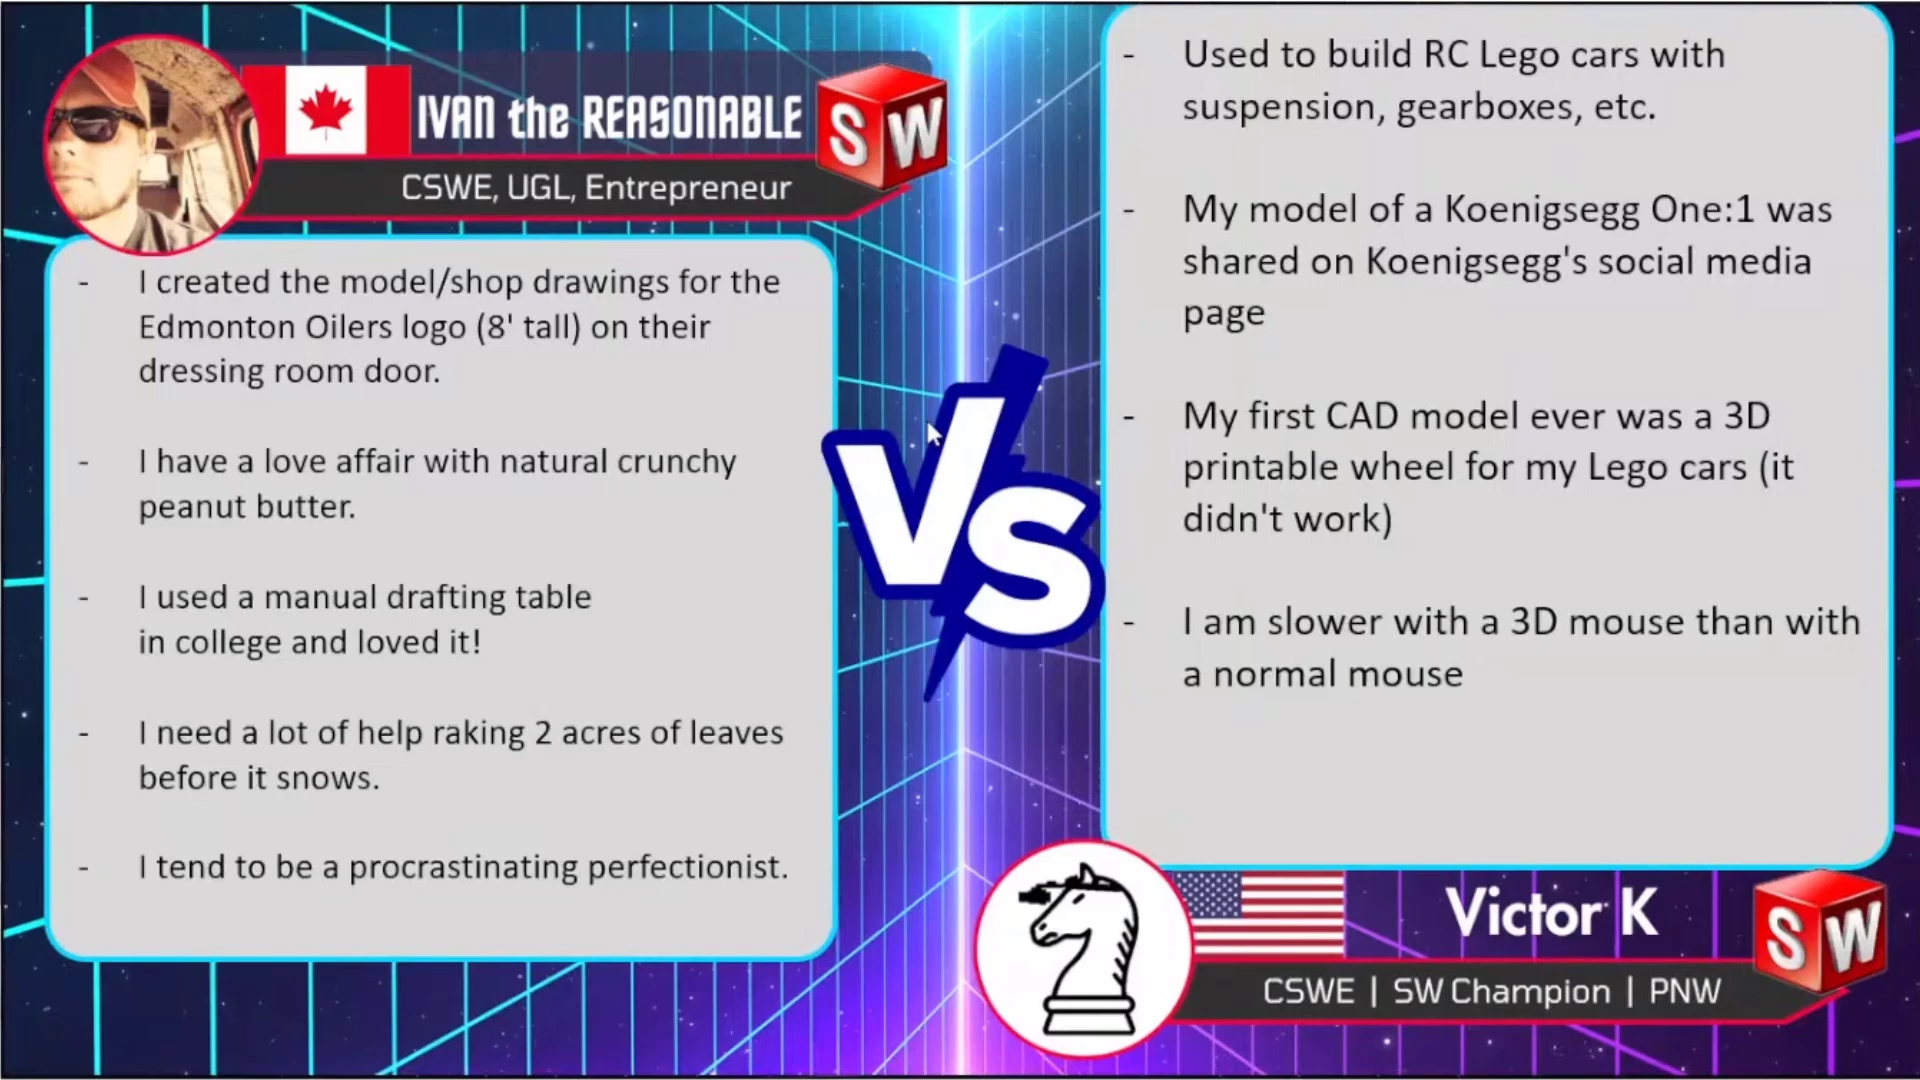 IVAN the REASONABLE
SW
CSWE, UGL, Entrepreneur
- I created the model/shop drawings for the
Edmonton Oilers logo (8' tall) on their
dressing room door.
- I have a love affair with natural crunchy
peanut butter.
- I used a manual drafting table
in college and loved it!
- I need a lot of help raking 2 acres of leaves
before it snows.
- I tend to be a procrastinating perfectionist.
VS
- Used to build RC Lego cars with
suspension, gearboxes, etc.
- My model of a Koenigsegg One:1 was
shared on Koenigsegg's social media
page
- My first CAD model ever was a 3D
printable wheel for my Lego cars (it
didn't work)
- I am slower with a 3D mouse than with
a normal mouse
Victor K
SW
CSWE | SW Champion | PNW